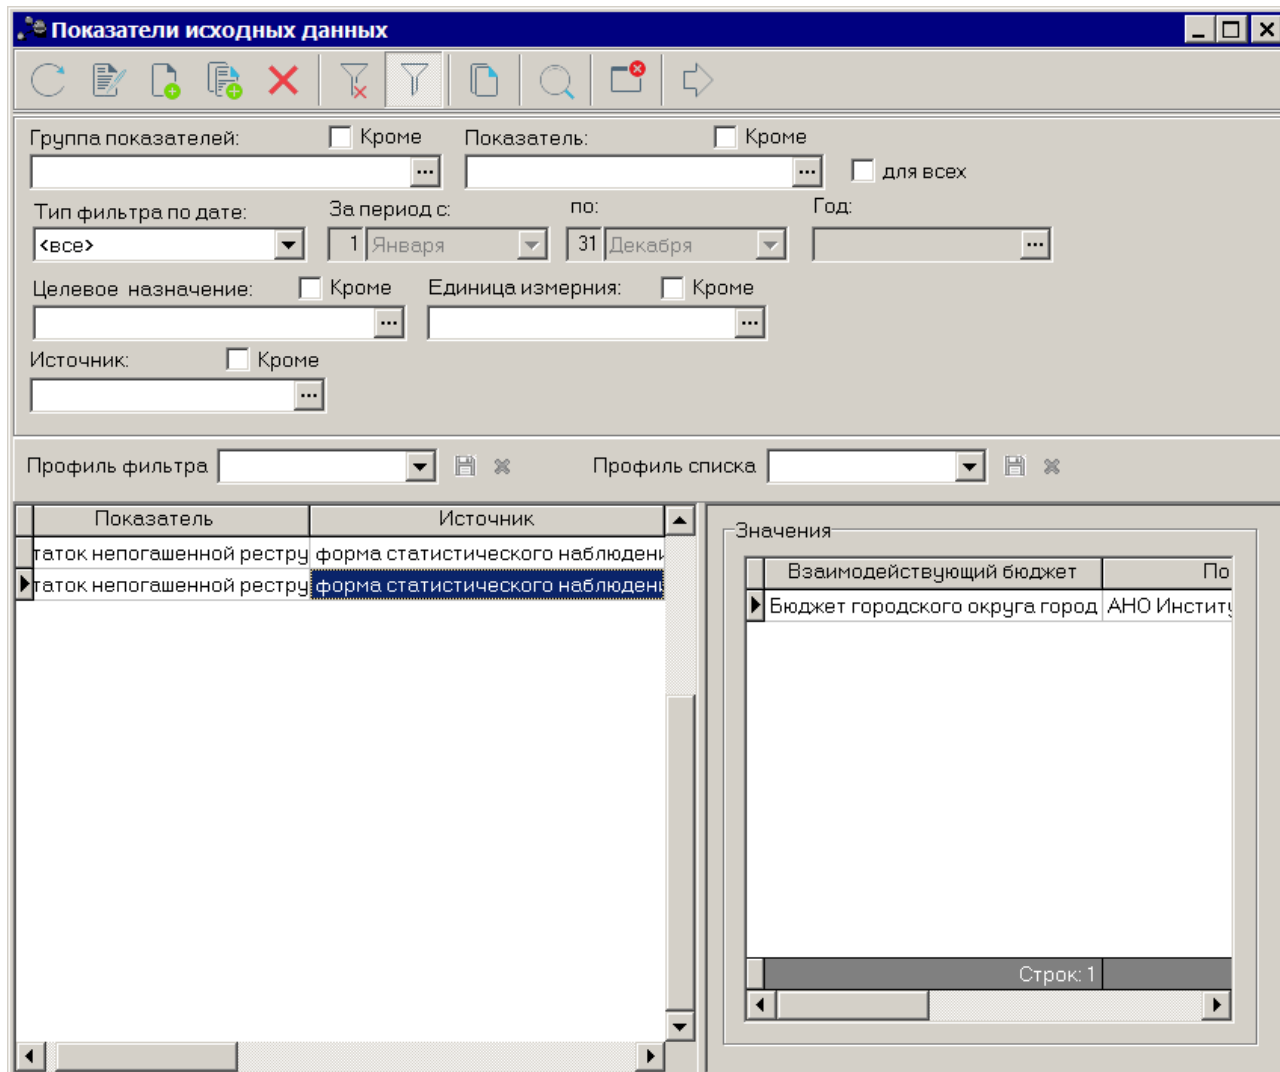 Показатели исходных данных
Группа показателей: Кроме Показатель: Кроме
для всех
Тип фильтра по дате: За период с: по: Год:
<все> 1 Января 31 Декабря
Целевое назначение: Кроме Единица измерния: Кроме
Источник: Кроме
Профиль фильтра Профиль списка
Показатель Источник
таток непогашенной рестру форма статистического наблюдени
таток непогашенной рестру форма статистического наблюдени
Значения
Взаимодействующий бюджет По
Бюджет городского округа город АНО Институ
Строк: 1